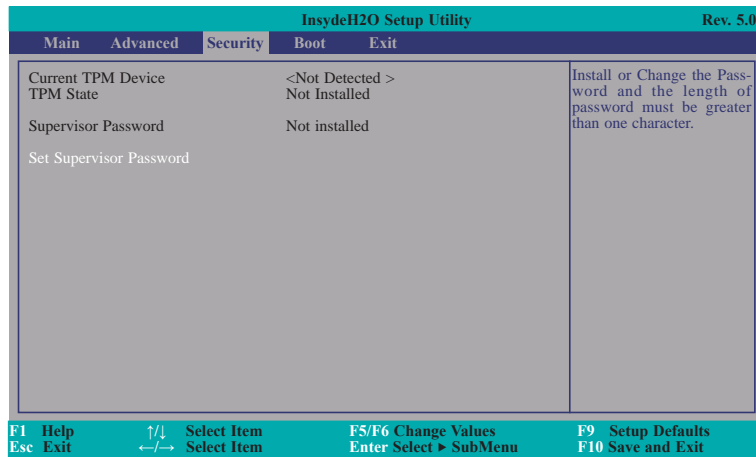 InsydeH2O Setup Utility Rev. 5.0
Main Advanced Security Boot Exit
Current TPM Device <Not Detected >
TPM State Not Installed
Supervisor Password Not installed
Set Supervisor Password
Install or Change the Pass-
word and the length of
password must be greater
than one character.
F1 Help ↑/↓ Select Item F5/F6 Change Values F9 Setup Defaults
Esc Exit ←/→ Select Item Enter Select ► SubMenu F10 Save and Exit